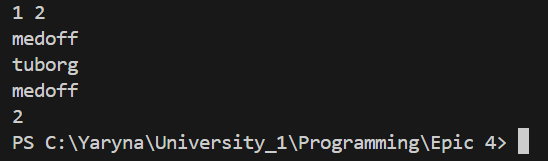 1 2
medoff
tuborg
medoff
2
PS C:\Yaryna\University_1\Programming\Epic 4>